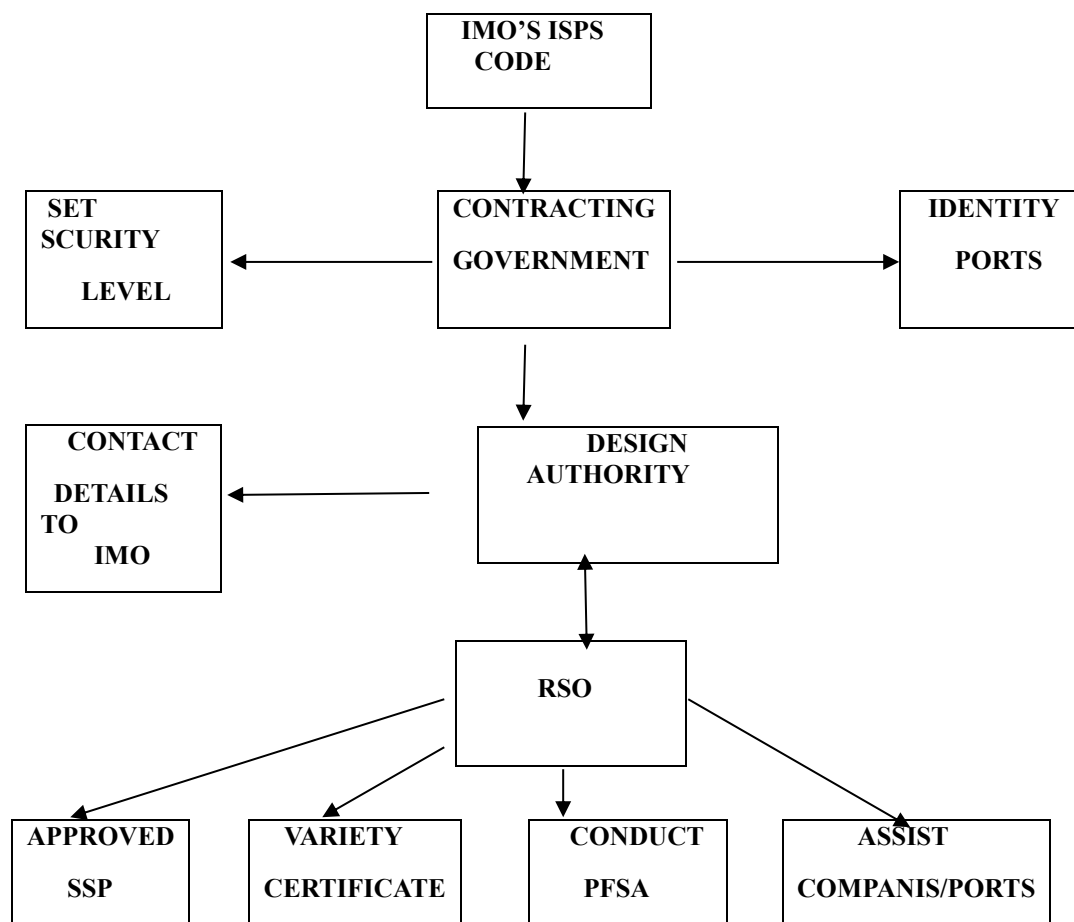 IMO'S ISPS
CODE
SET
SCURITY
LEVEL
CONTRACTING
GOVERNMENT
IDENTITY
PORTS
CONTACT
DETAILS
TO
IMO
DESIGN
AUTHORITY
RSO
APPROVED
SSP
VARIETY
CERTIFICATE
CONDUCT
PFSA
ASSIST
COMPANIS/PORTS